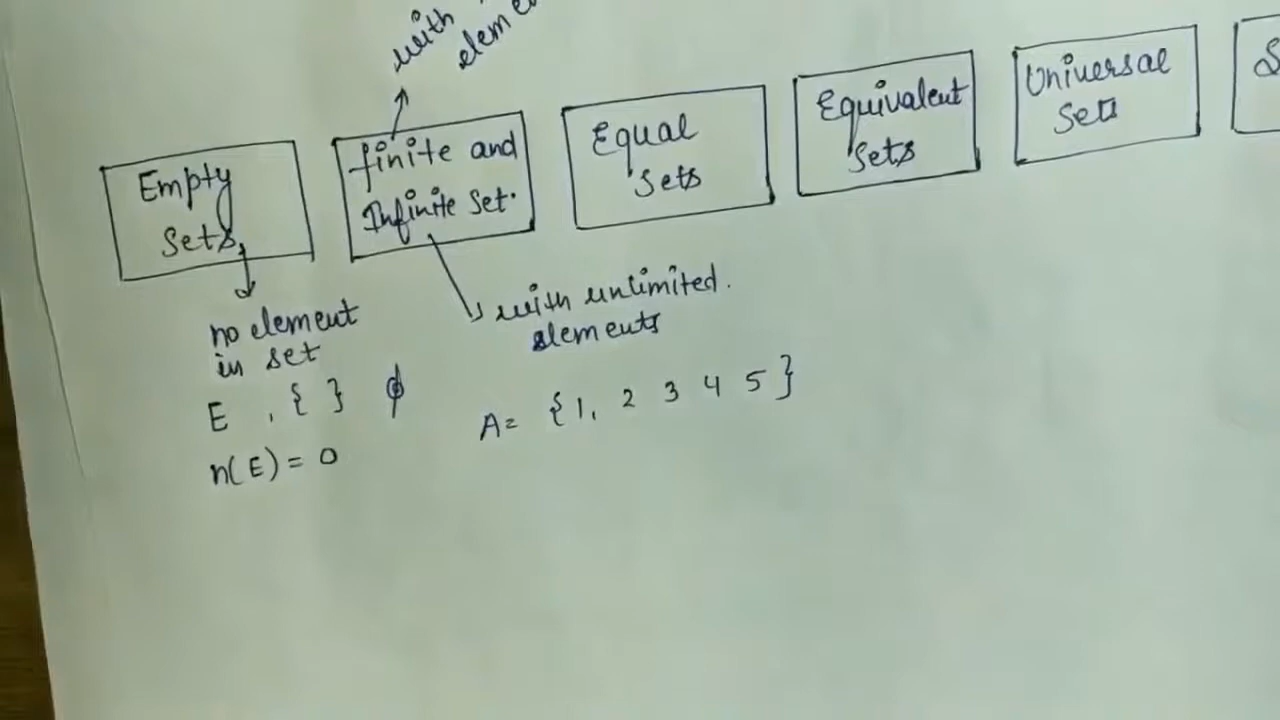 with
elem
Empty
Sets
finite and
Infinite Set.
Equal
Sets
Equivalent
Sets
Universal
Sets
S
no element
in set
E , { } ϕ
n(E) = 0
with unlimited.
elements
A= {1, 2 3 4 5 }